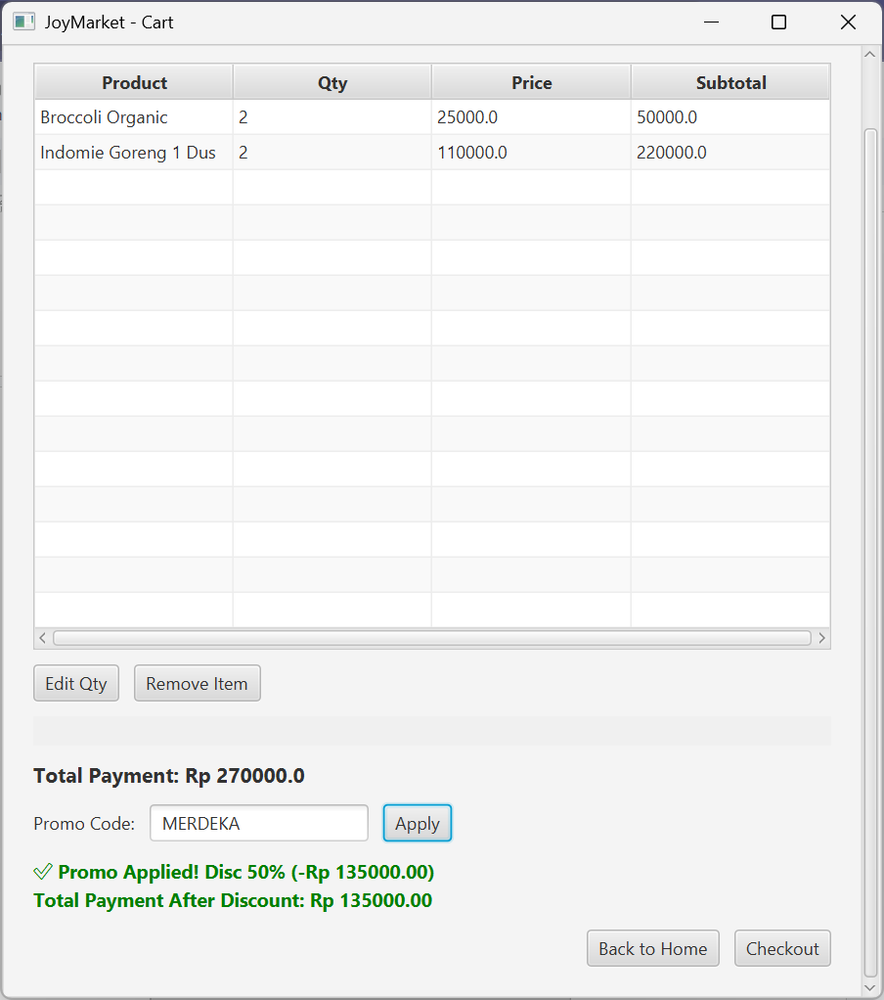 JoyMarket - Cart
Product Qty Price Subtotal
Broccoli Organic 2 25000.0 50000.0
Indomie Goreng 1 Dus 2 110000.0 220000.0
Edit Qty Remove Item
Total Payment: Rp 270000.0
Promo Code: MERDEKA Apply
✅ Promo Applied! Disc 50% (-Rp 135000.00)
Total Payment After Discount: Rp 135000.00
Back to Home Checkout